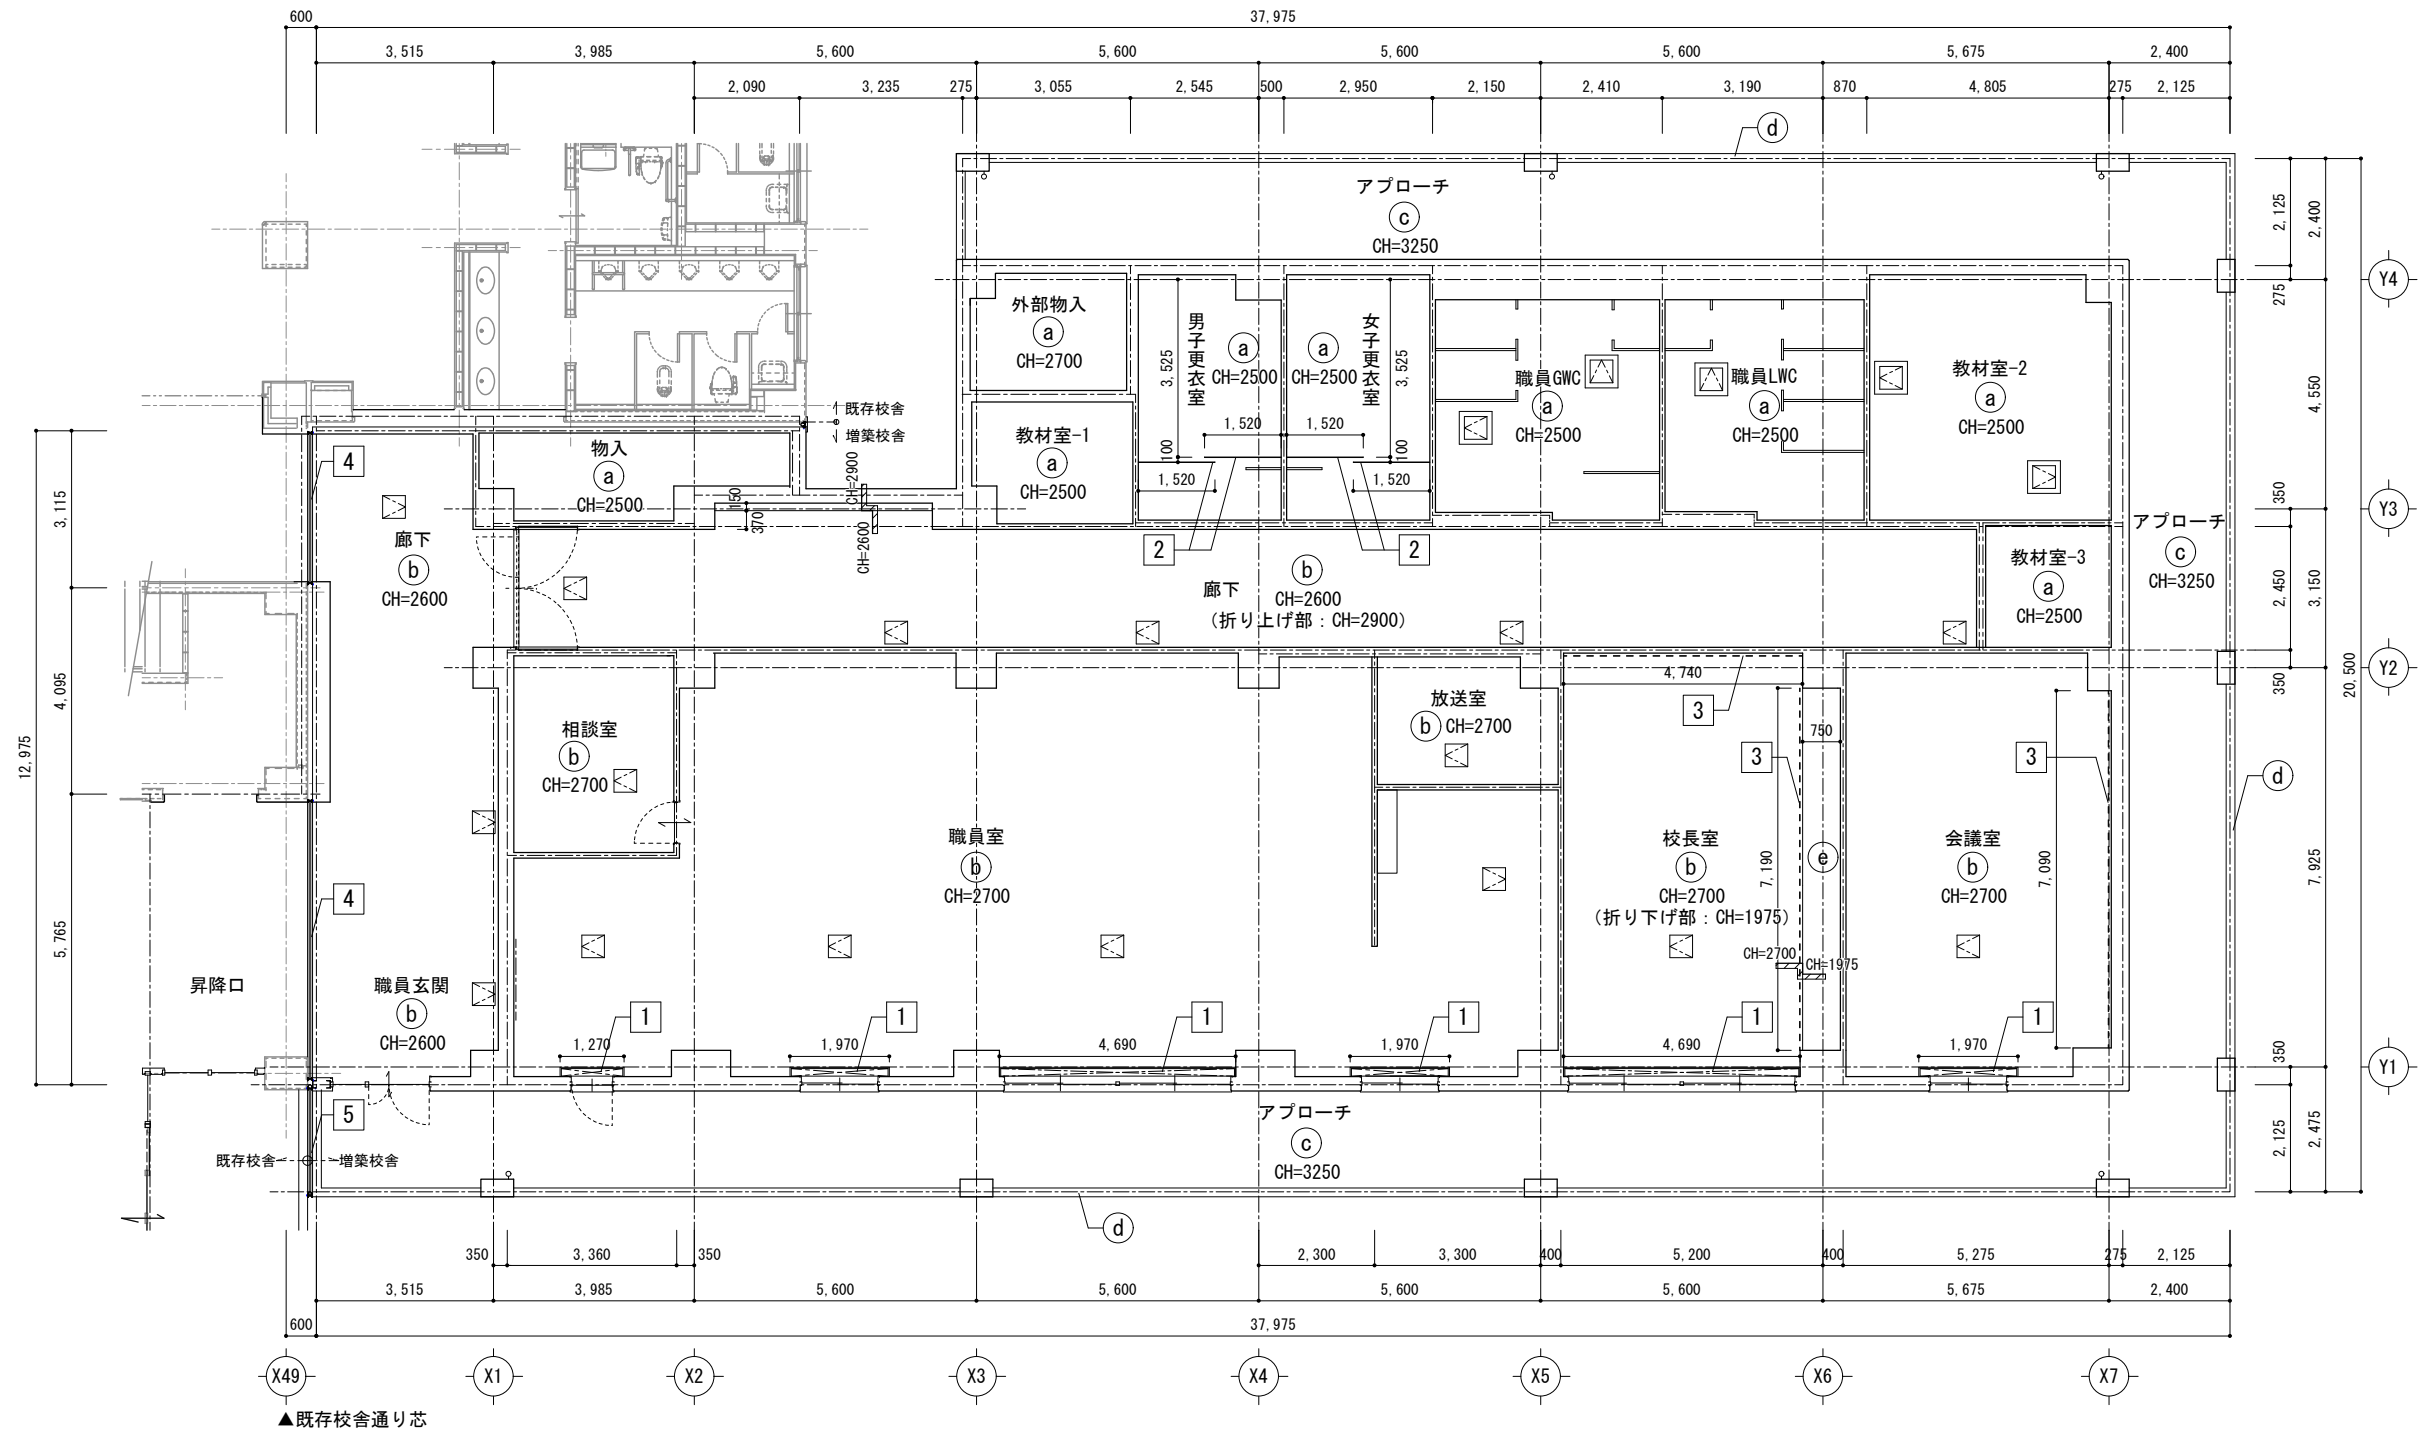 600
37,975
3,515
3,985
5,600
5,600
5,600
5,600
5,675
2,400
2,090
3,235
275
3,055
2,545
500
2,950
2,150
2,410
3,190
870
4,805
275
2,125
d
アプローチ
c
CH=3250
2,125
2,400
275
Y4
外部物入
a
CH=2700
男子更衣室
3,525
a
CH=2500
女子更衣室
3,525
a
CH=2500
職員GWC
a
CH=2500
職員LWC
a
CH=2500
教材室-2
a
CH=2500
4,550
既存校舎
増築校舎
1,520
1,520
100
100
1,520
1,520
教材室-1
a
CH=2500
物入
a
CH=2500
4
CH=2900
CH=2600
150
370
3,115
350
Y3
アプローチ
c
CH=3250
廊下
b
CH=2600
2
2
廊下
b
CH=2600
(折り上げ部：CH=2900)
教材室-3
a
CH=2500
2,450
3,150
350
Y2
20,500
4,740
3
放送室
b
CH=2700
相談室
b
CH=2700
750
3
3
d
4,095
12,975
職員室
b
CH=2700
校長室
b
CH=2700
(折り下げ部：CH=1975)
7,190
e
会議室
b
CH=2700
7,090
7,925
4
5,765
CH=2700
CH=1975
昇降口
職員玄関
b
CH=2600
1
1
1
1
1
1
1,270
1,970
4,690
1,970
4,690
1,970
350
Y1
5
アプローチ
c
CH=3250
2,125
2,475
既存校舎
増築校舎
d
350
3,360
350
2,300
3,300
400
5,200
400
5,275
275
2,125
3,515
3,985
5,600
5,600
5,600
5,600
5,675
2,400
600
37,975
X49
X1
X2
X3
X4
X5
X6
X7
▲既存校舎通り芯